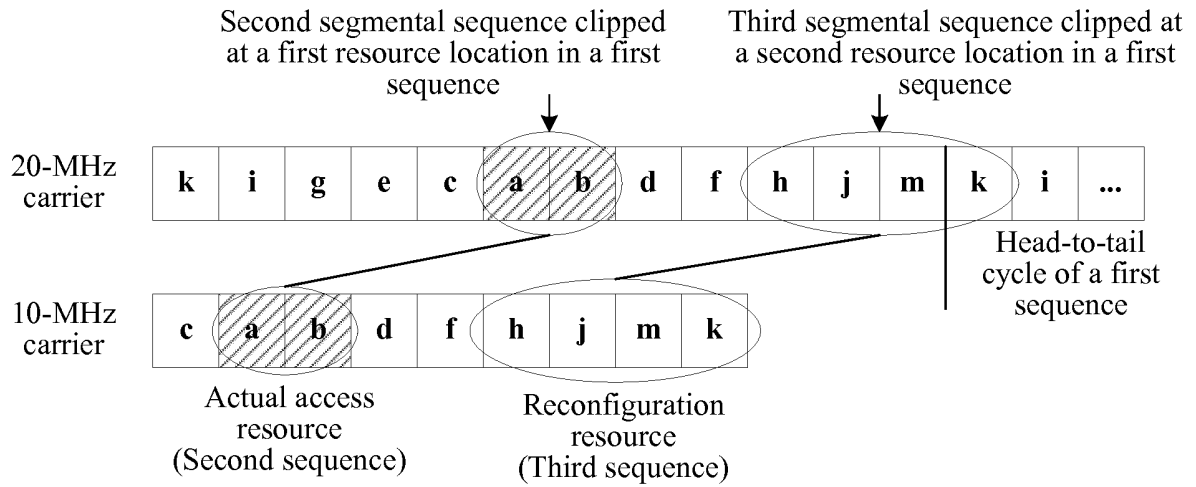 Second segmental sequence clipped
at a first resource location in a first
sequence
Third segmental sequence clipped at
a second resource location in a first
sequence
20-MHz
carrier
k i g e c a b d f h j m k i ...
Head-to-tail
cycle of a first
sequence
10-MHz
carrier
c a b d f h j m k
Actual access
resource
(Second sequence)
Reconfiguration
resource
(Third sequence)